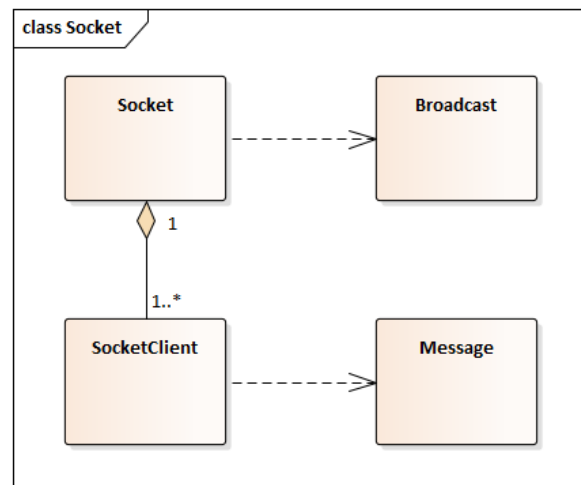 class Socket
Socket
Broadcast
1
1..*
SocketClient
Message